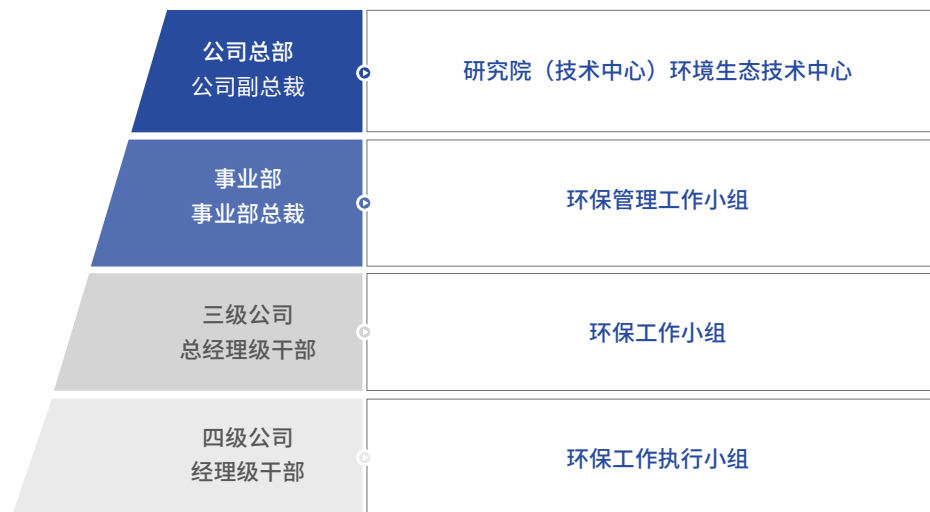 公司总部
公司副总裁
研究院（技术中心）环境生态技术中心
事业部
事业部总裁
环保管理工作小组
三级公司
总经理级干部
环保工作小组
四级公司
经理级干部
环保工作执行小组